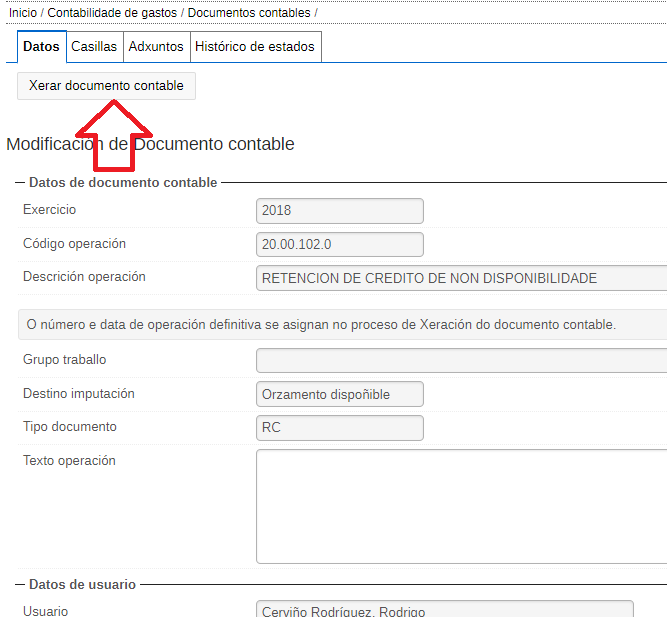 Inicio / Contabilidade de gastos / Documentos contables /
Datos Casillas Adxuntos Histórico de estados
Xerar documento contable
Modificación de Documento contable
Datos de documento contable
Exercicio 2018
Código operación 20.00.102.0
Descrición operación RETENCION DE CREDITO DE NON DISPONIBILIDADE
O número e data de operación definitiva se asignan no proceso de Xeración do documento contable.
Grupo traballo
Destino imputación Orzamento dispoñible
Tipo documento RC
Texto operación
Datos de usuario
Usuario Cerviño Rodríguez, Rodrigo